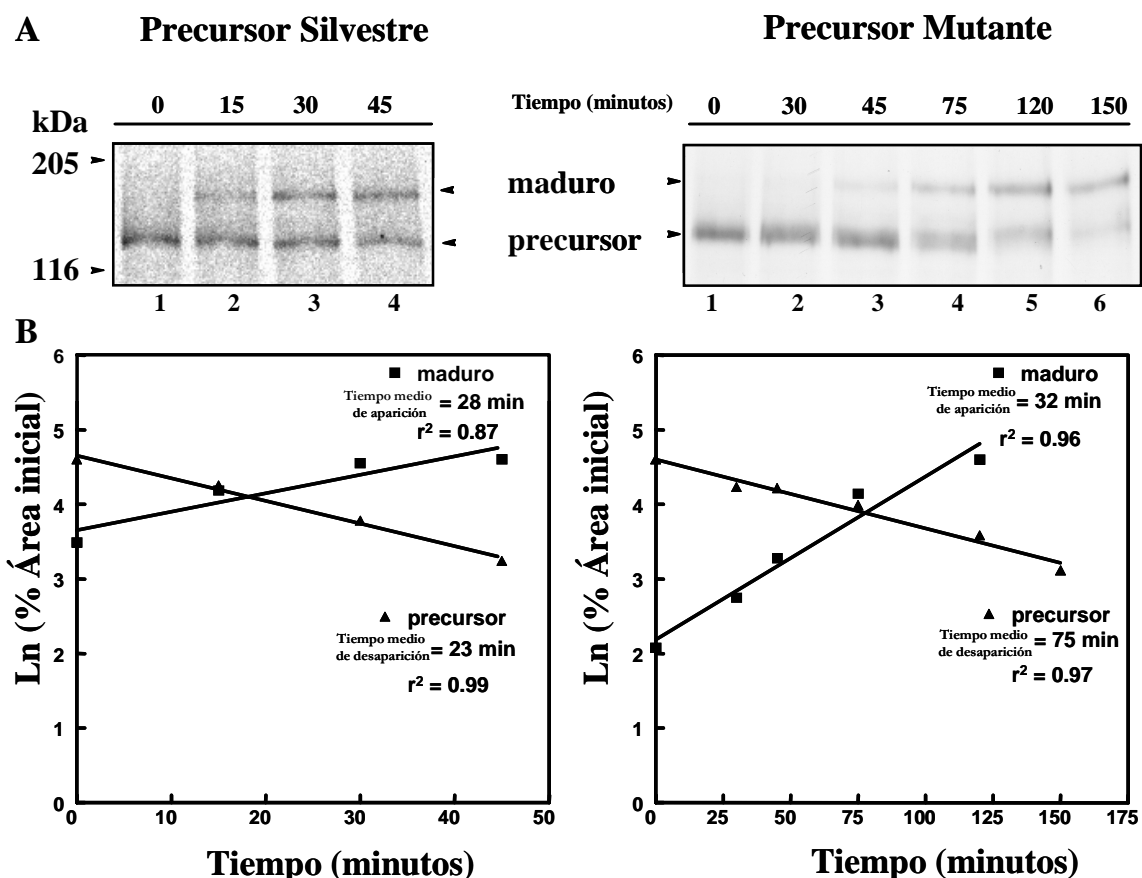 A
Precursor Silvestre
Precursor Mutante
0 15 30 45
Tiempo (minutos) 0 30 45 75 120 150
kDa
205
116
maduro
precursor
1 2 3 4
1 2 3 4 5 6
B
Ln (% Área inicial)
6
5
4
3
2
1
0
maduro
Tiempo medio
de aparición = 28 min
r² = 0.87
precursor
Tiempo medio
de desaparición = 23 min
r² = 0.99
0 10 20 30 40 50
Tiempo (minutos)
Ln (% Área inicial)
6
5
4
3
2
1
0
maduro
Tiempo medio
de aparición = 32 min
r² = 0.96
precursor
Tiempo medio
de desaparición = 75 min
r² = 0.97
0 25 50 75 100 125 150 175
Tiempo (minutos)